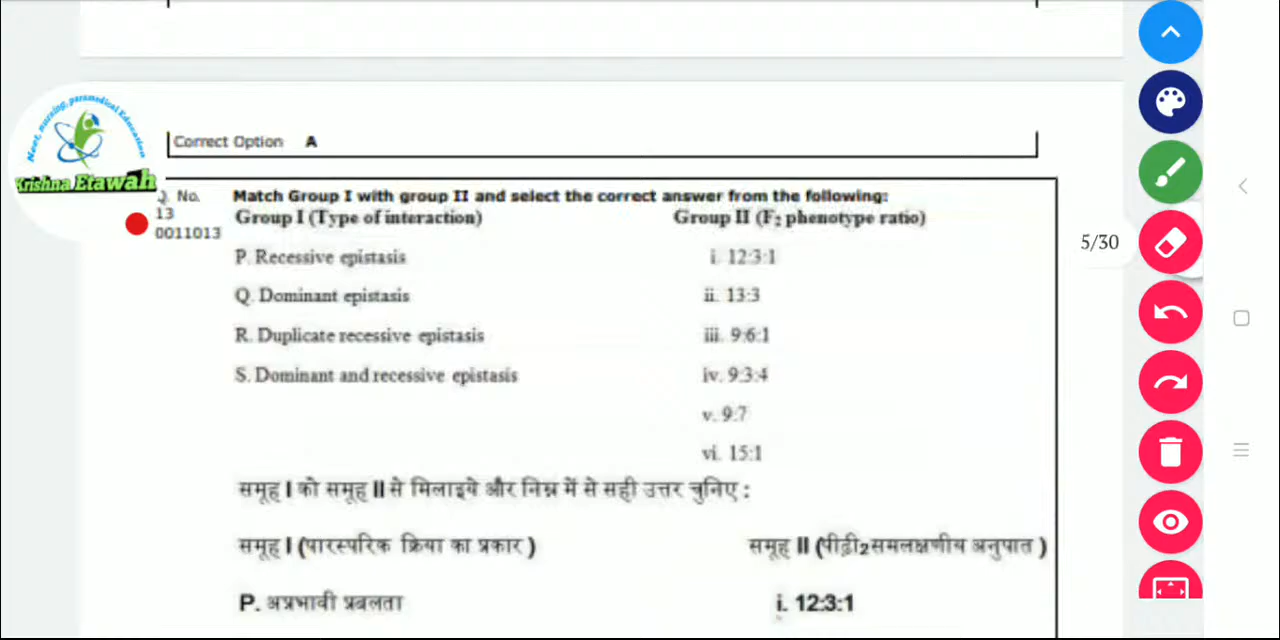 Neet, nursing, paramedical Education
Krishna Etawah
Correct Option A
Q. No. 13 0011013
Match Group I with group II and select the correct answer from the following:
Group I (Type of interaction) Group II (F2 phenotype ratio)
P. Recessive epistasis i. 12:3:1
Q. Dominant epistasis ii. 13:3
R. Duplicate recessive epistasis iii. 9:6:1
S. Dominant and recessive epistasis iv. 9:3:4
v. 9:7
vi. 15:1
समूह I को समूह II से मिलाइये और निम्न में से सही उत्तर चुनिए :
समूह I (पारस्परिक क्रिया का प्रकार ) समूह II (पीढ़ी2समलक्षणीय अनुपात )
P. अप्रभावी प्रबलता i. 12:3:1
5/30